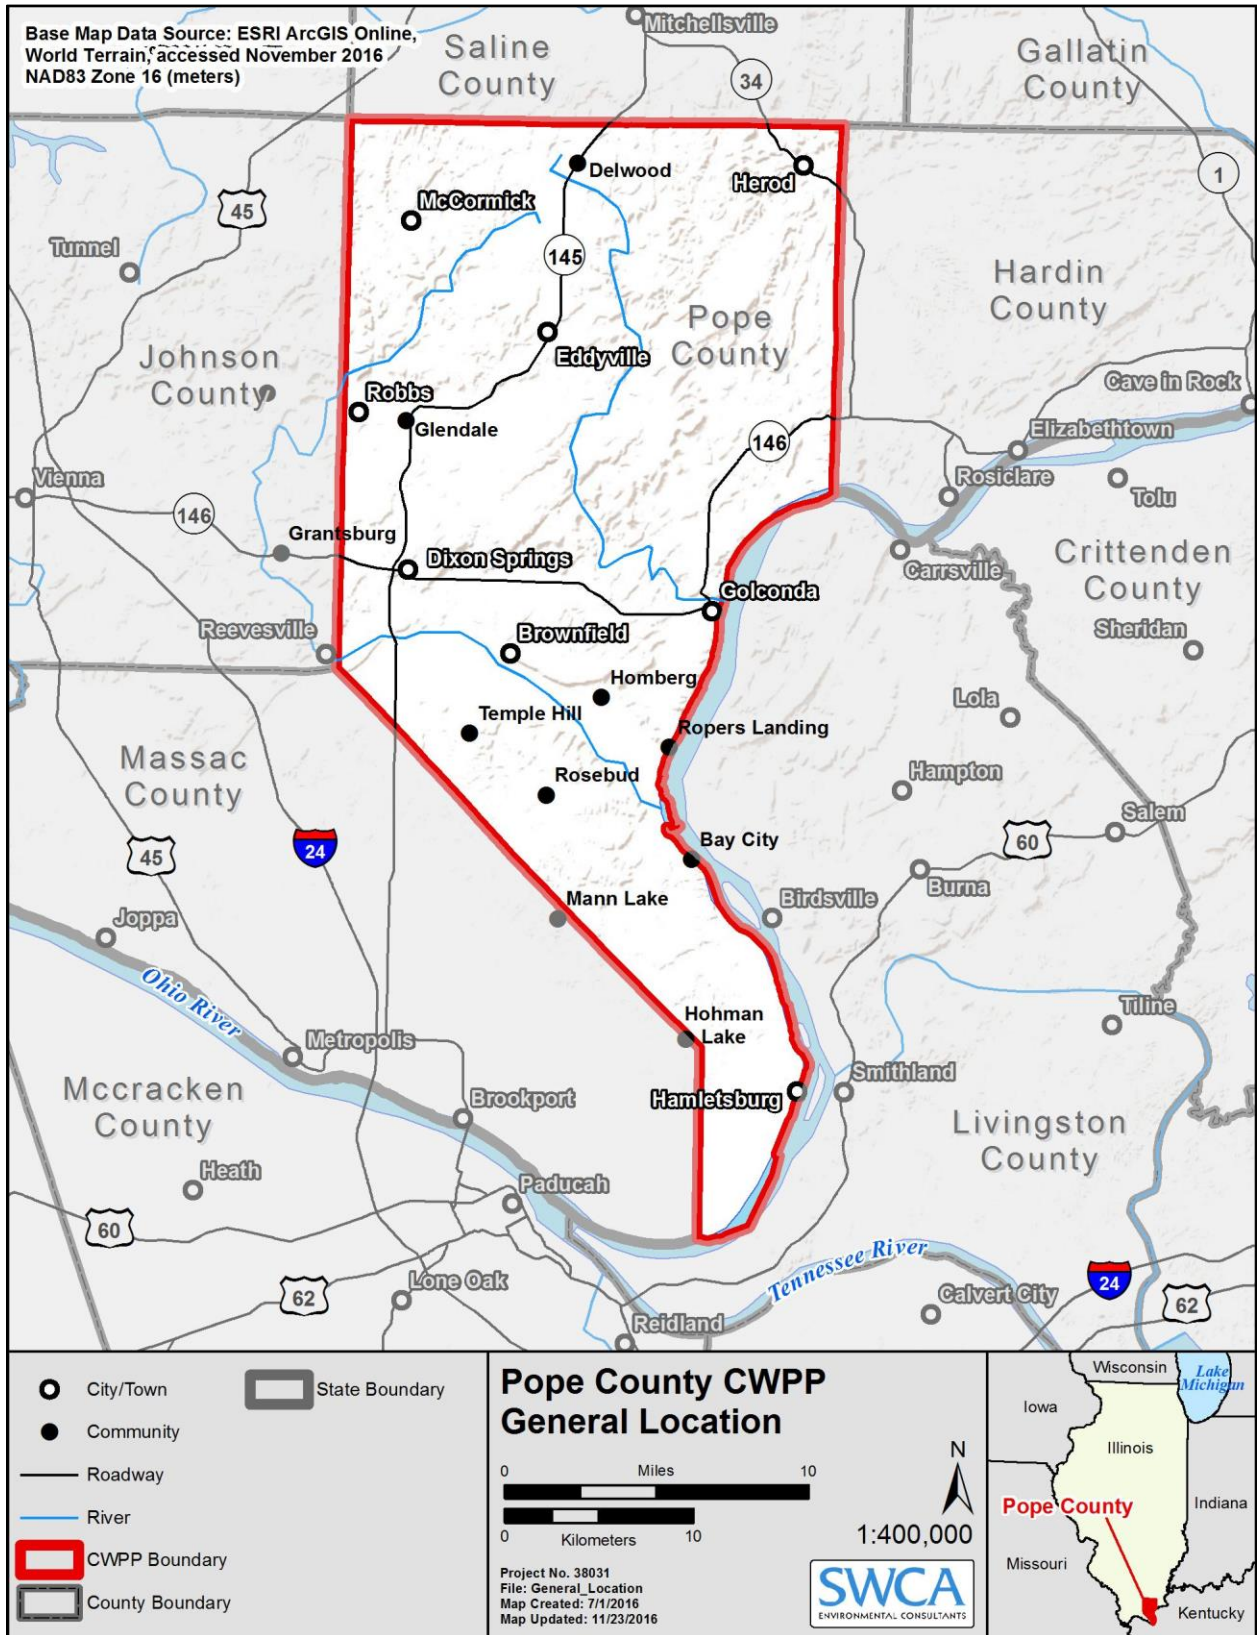 Base Map Data Source: ESRI ArcGIS Online,
World Terrain, accessed November 2016
NAD83 Zone 16 (meters)
Mitchellsville
Saline
County
Gallatin
County
34
1
45
Delwood
Herod
McCormick
Tunnel
145
Hardin
County
Pope
County
Johnson
County
Eddyville
Robbs
Glendale
Cave in Rock
Elizabethtown
146
Vienna
Rosiclare
Tolu
146
Grantsburg
Dixon Springs
Carrsville
Crittenden
County
Golconda
Reevesville
Brownfield
Sheridan
Homberg
Lola
Temple Hill
Ropers Landing
Massac
County
Rosebud
Hampton
Salem
45
24
Bay City
60
Burna
Mann Lake
Birdsville
Joppa
Ohio River
Hohman
Lake
Tiline
Metropolis
Mccracken
County
Brookport
Hamletsburg
Smithland
Livingston
County
Heath
Paducah
60
Tennessee River
Lone Oak
62
24
Calvert City
62
Reidland
City/Town
State Boundary
Community
Roadway
River
CWPP Boundary
County Boundary
Pope County CWPP
General Location
0 Miles 10
0 Kilometers 10
N
1:400,000
Project No. 38031
File: General_Location
Map Created: 7/1/2016
Map Updated: 11/23/2016
SWCA
ENVIRONMENTAL CONSULTANTS
Wisconsin
Lake
Michigan
Iowa
Illinois
Pope County
Indiana
Missouri
Kentucky